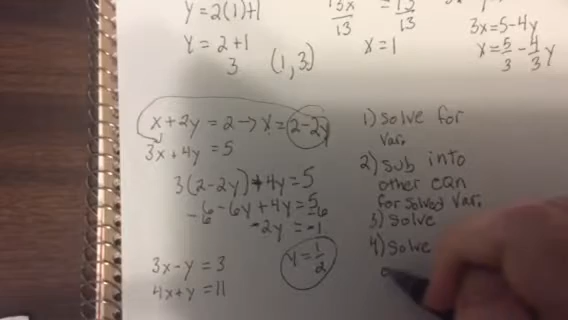 y = 2(1)+1
y = 2+1
3 (1,3)
13x/13 = 13/13
x = 1
3x = 5-4y
x = 5/3 - 4/3 y
x + 2y = 2 → x = 2-2y
3x + 4y = 5
3(2-2y) + 4y = 5
-6 -6y + 4y = 5 -6
-2y = -1
y = 1/2
3x - y = 3
4x + y = 11
1) solve for
var.
2) sub into
other eqn
for solved var.
3) solve
4) solve